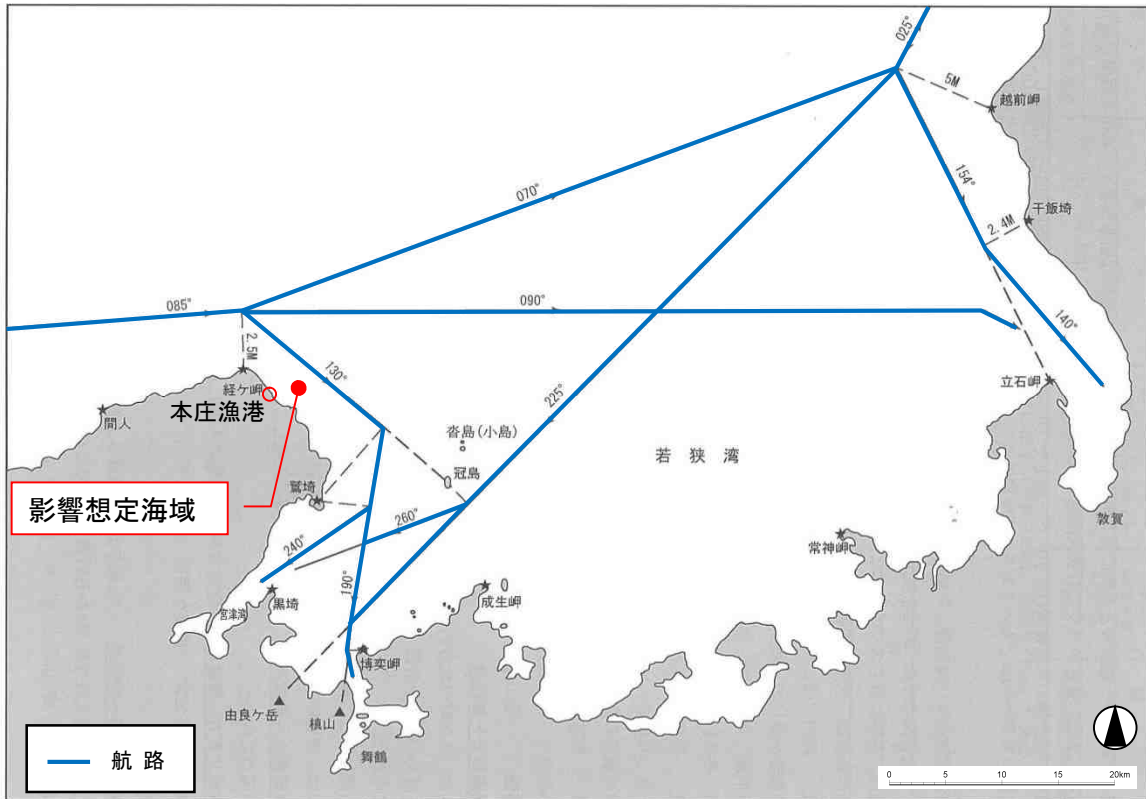 025°
5M
越前岬
154°
070°
干飯埼
2.4M
085°
090°
140°
2.5M
130°
経ケ岬
立石岬
間人
本庄漁港
225°
沓島(小島)
若狭湾
冠島
影響想定海域
鷲埼
敦賀
260°
常神岬
240°
190°
黒埼
成生岬
宮津湾
博奕岬
由良ケ岳
槙山
舞鶴
航路
0 5 10 15 20km